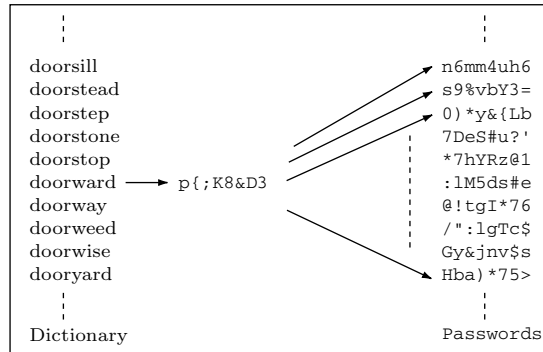 doorsill n6mm4uh6
doorstead s9%vbY3=
doorstep 0)*y&{Lb
doorstone 7DeS#u?'
doorstop *7hYRz@1
doorward p{;K8&D3 :lM5ds#e
doorway @!tgI*76
doorweed /":lgTc$
doorwise Gy&jnv$s
dooryard Hba)*75>
Dictionary Passwords